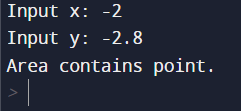 Input x: -2
Input y: -2.8
Area contains point.
>